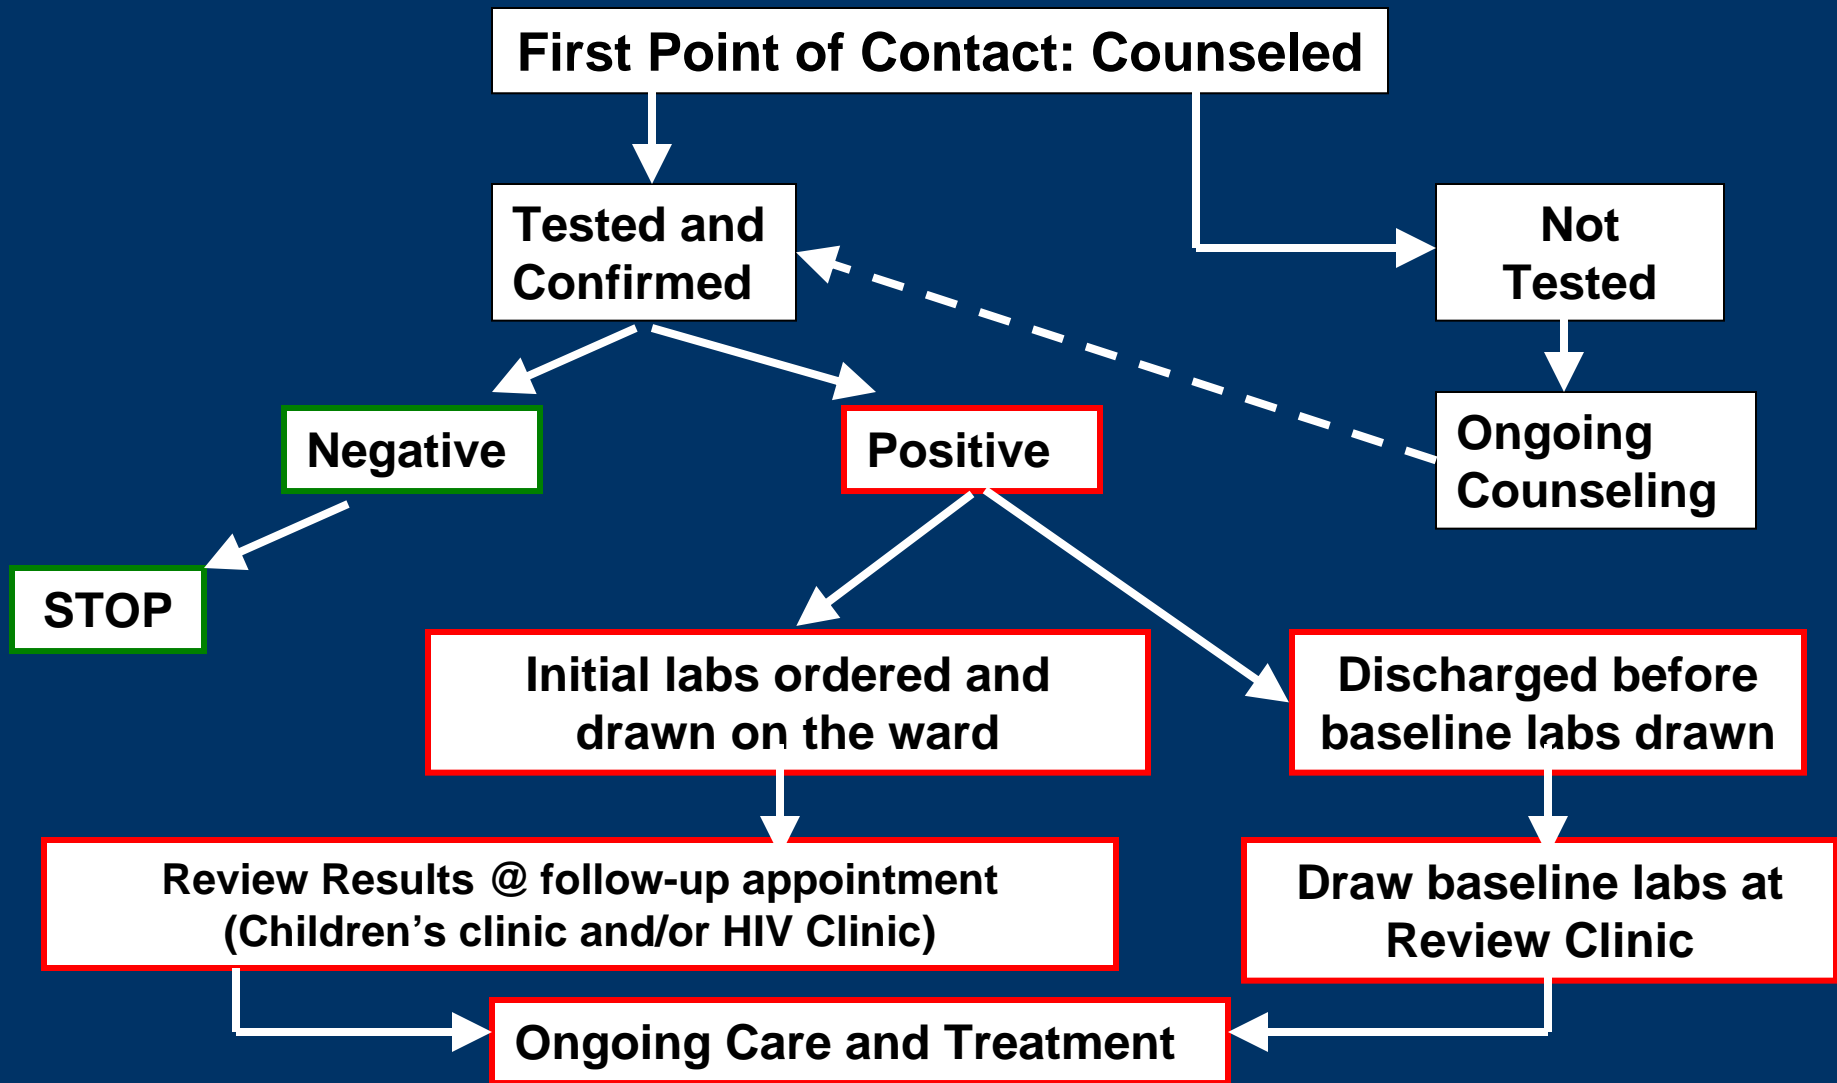 First Point of Contact: Counseled
Tested and
Confirmed
Not
Tested
Negative
Positive
Ongoing
Counseling
STOP
Initial labs ordered and
drawn on the ward
Discharged before
baseline labs drawn
Review Results @ follow-up appointment
(Children’s clinic and/or HIV Clinic)
Draw baseline labs at
Review Clinic
Ongoing Care and Treatment